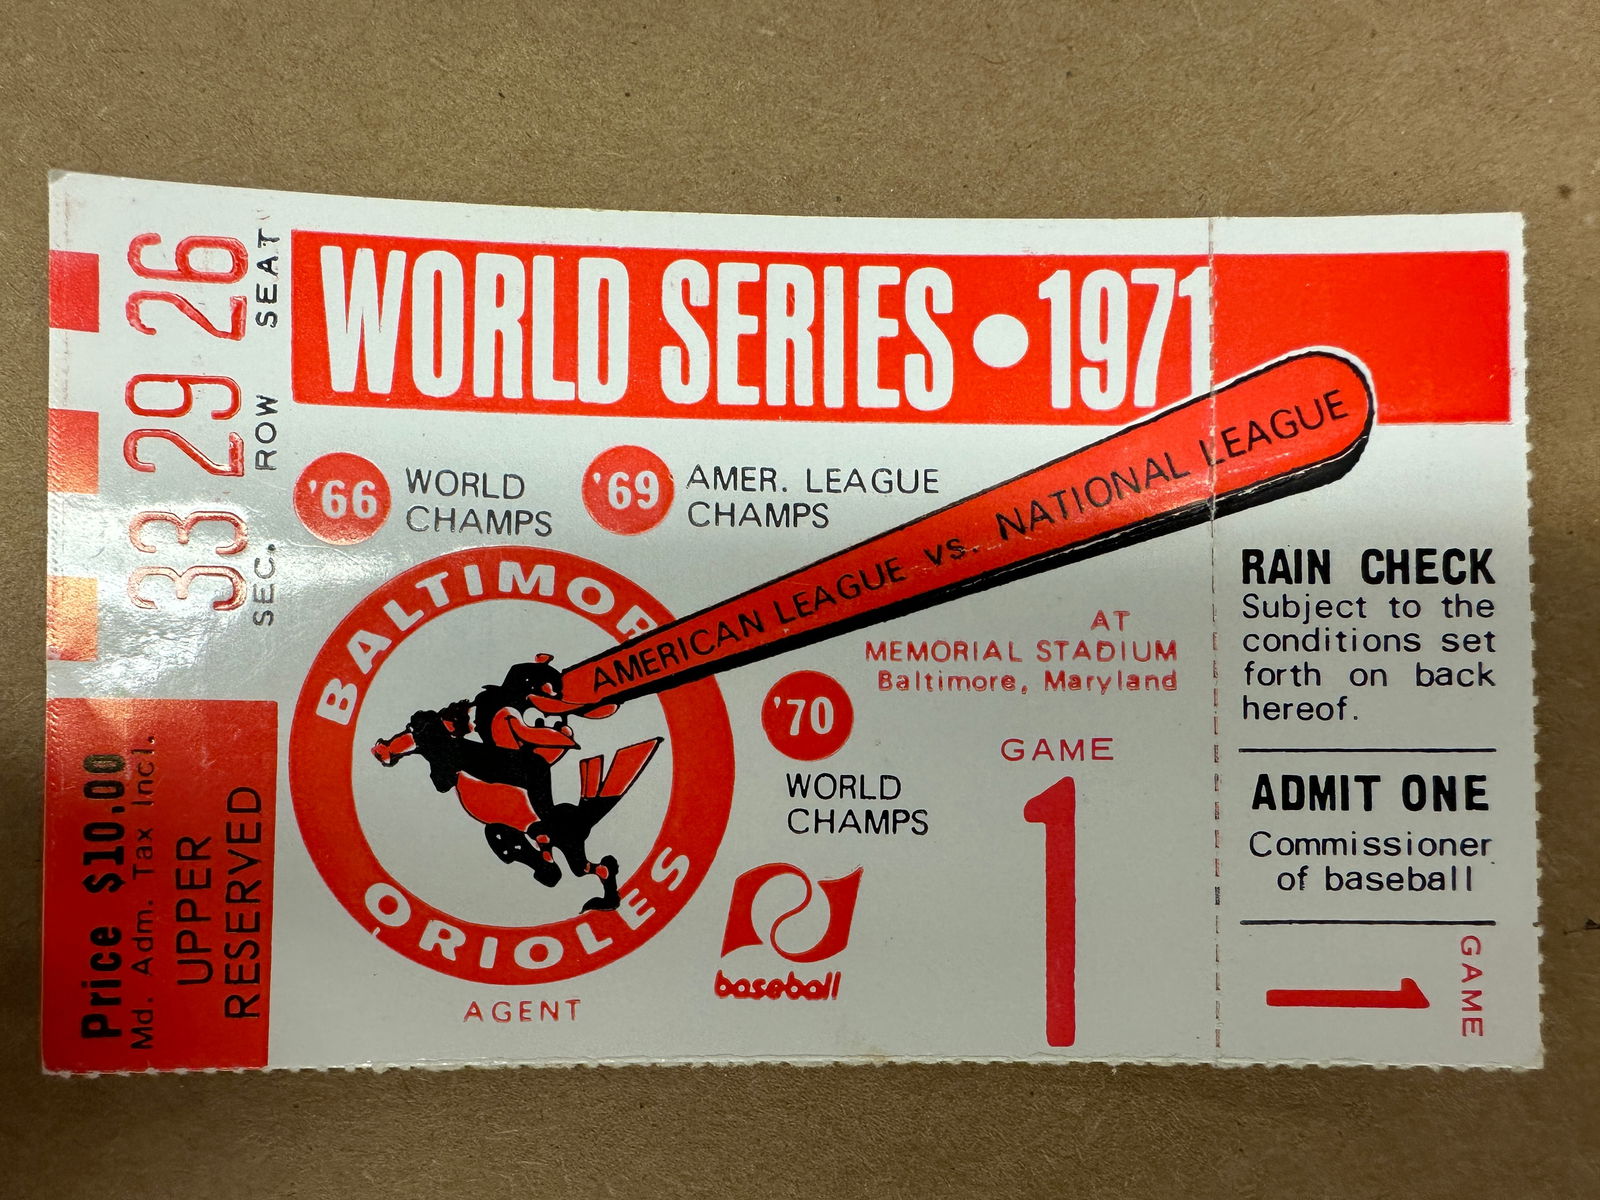 33 29 26
SEC. ROW SEAT
Price $10.00
Md. Adm. Tax Incl.
UPPER
RESERVED
WORLD SERIES • 1971
'66
WORLD
CHAMPS
'69
AMER. LEAGUE
CHAMPS
AMERICAN LEAGUE vs. NATIONAL LEAGUE
BALTIMOR
ORIOLES
AGENT
'70
WORLD
CHAMPS
baseball
AT
MEMORIAL STADIUM
Baltimore, Maryland
GAME
1
RAIN CHECK
Subject to the
conditions set
forth on back
hereof.
ADMIT ONE
Commissioner
of baseball
GAME
1